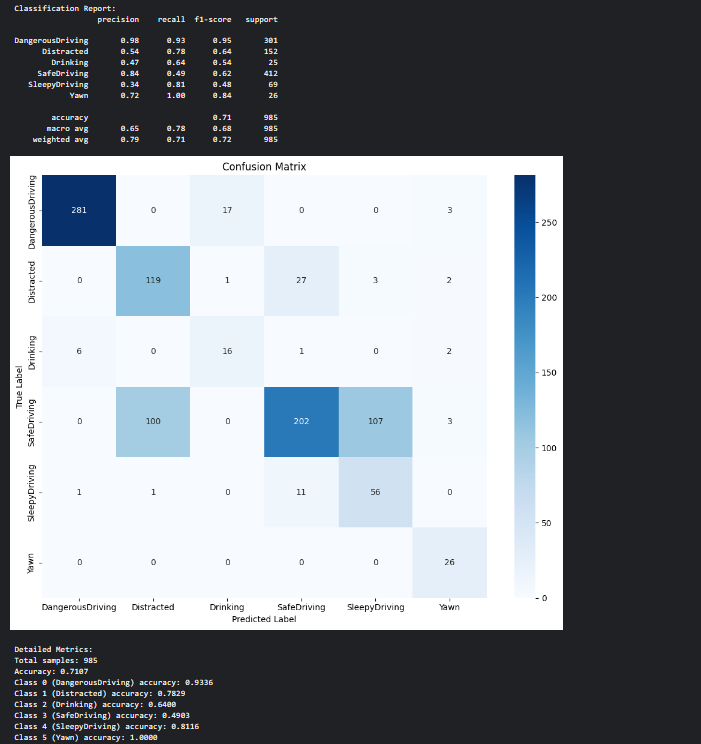 Classification Report:
precision recall f1-score support
DangerousDriving 0.98 0.93 0.95 301
Distracted 0.54 0.78 0.64 152
Drinking 0.47 0.64 0.54 25
SafeDriving 0.84 0.49 0.62 412
SleepyDriving 0.34 0.81 0.48 69
Yawn 0.72 1.00 0.84 26
accuracy 0.71 985
macro avg 0.65 0.78 0.68 985
weighted avg 0.79 0.71 0.72 985
Confusion Matrix
True Label
DangerousDriving 281 0 17 0 0 3
Distracted 0 119 1 27 3 2
Drinking 6 0 16 1 0 2
SafeDriving 0 100 0 202 107 3
SleepyDriving 1 1 0 11 56 0
Yawn 0 0 0 0 0 26
DangerousDriving Distracted Drinking SafeDriving SleepyDriving Yawn
Predicted Label
250
200
150
100
50
0
Detailed Metrics:
Total samples: 985
Accuracy: 0.7107
Class 0 (DangerousDriving) accuracy: 0.9336
Class 1 (Distracted) accuracy: 0.7829
Class 2 (Drinking) accuracy: 0.6400
Class 3 (SafeDriving) accuracy: 0.4903
Class 4 (SleepyDriving) accuracy: 0.8116
Class 5 (Yawn) accuracy: 1.0000